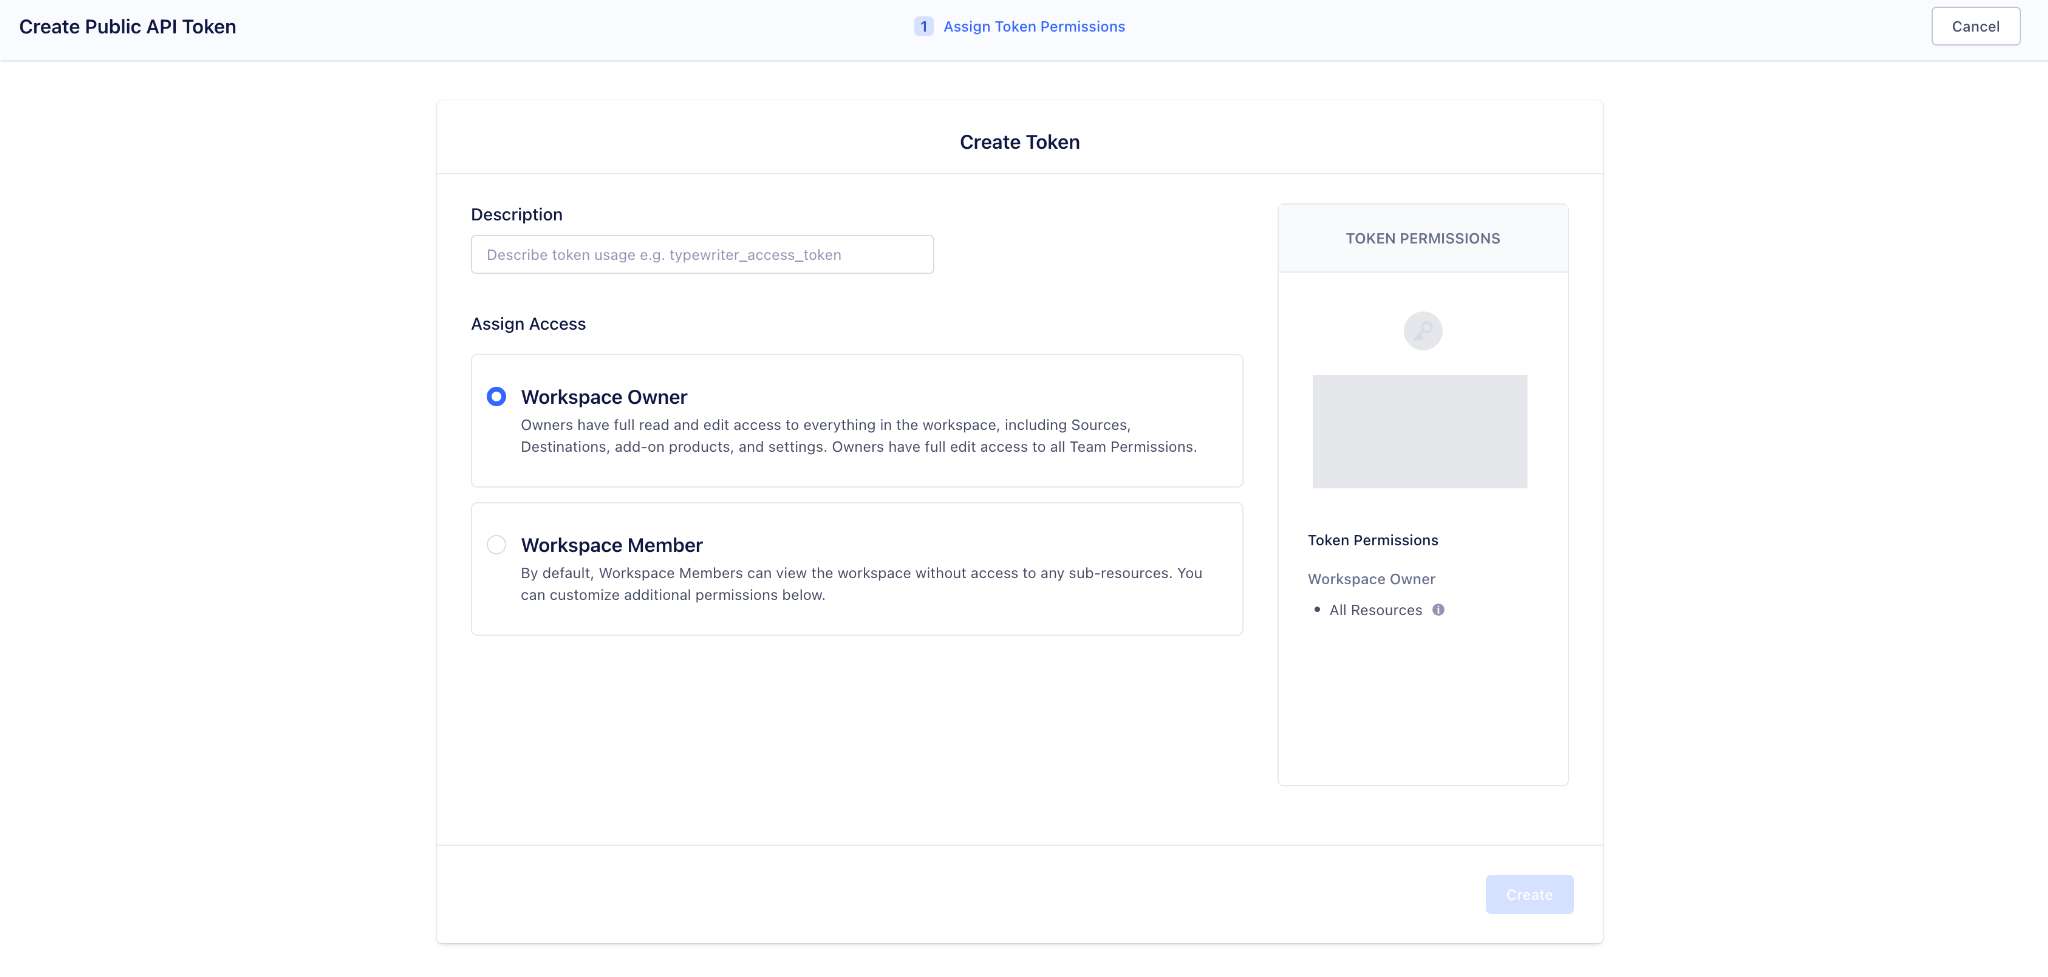 Create Public API Token
1 Assign Token Permissions
Cancel
Create Token
Description
Describe token usage e.g. typewriter_access_token
Assign Access
Workspace Owner
Owners have full read and edit access to everything in the workspace, including Sources,
Destinations, add-on products, and settings. Owners have full edit access to all Team Permissions.
Workspace Member
By default, Workspace Members can view the workspace without access to any sub-resources. You
can customize additional permissions below.
TOKEN PERMISSIONS
Token Permissions
Workspace Owner
• All Resources
Create